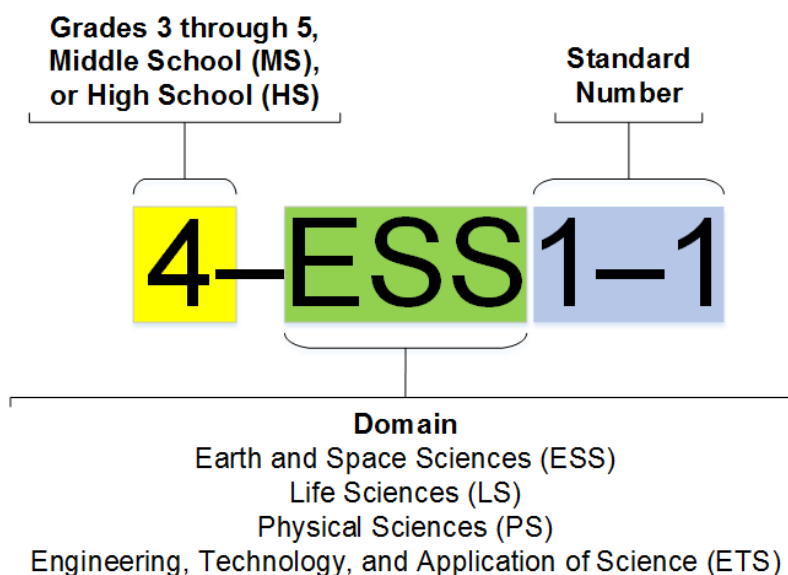 Grades 3 through 5,
Middle School (MS),
or High School (HS)
Standard
Number
4–ESS1–1
Domain
Earth and Space Sciences (ESS)
Life Sciences (LS)
Physical Sciences (PS)
Engineering, Technology, and Application of Science (ETS)